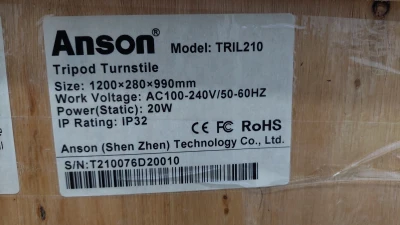 Anson® Model: TRIL210
Tripod Turnstile
Size: 1200×280×990mm
Work Voltage: AC100-240V/50-60HZ
Power(Static): 20W
IP Rating: IP32
CE FC RoHS
Anson (Shen Zhen) Technology Co., Ltd.
S/N:T210076D20010